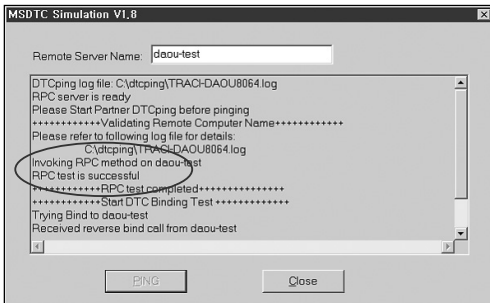 MSDTC Simulation V1.8
Remote Server Name: daou-test
DTCping log file: C:\dtcping\TRACI-DAOU8064.log
RPC server is ready
Please Start Partner DTCping before pinging
++++++++++++Validating Remote Computer Name++++++++++++
Please refer to following log file for details:
C:\dtcping\TRACI-DAOU8064.log
Invoking RPC method on daou-test
RPC test is successful
++++++++++++RPC test completed+++++++++++++++
++++++++++++Start DTC Binding Test +++++++++++++
Trying Bind to daou-test
Received reverse bind call from daou-test
PING
Close